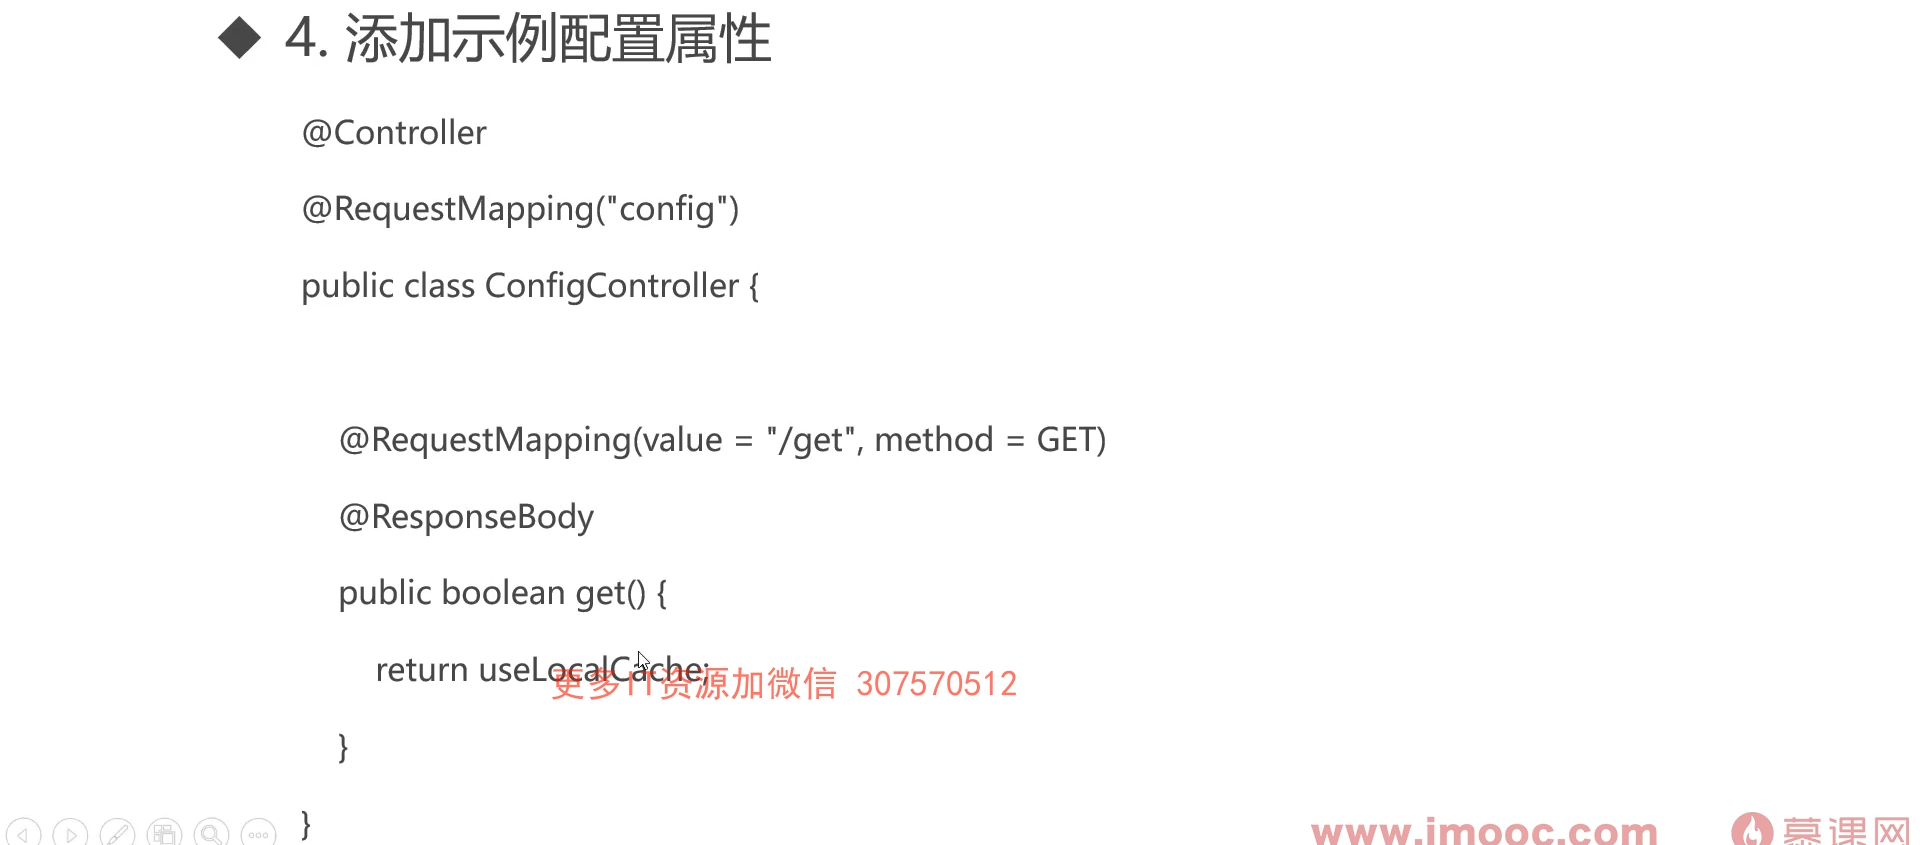 4. 添加示例配置属性
@Controller
@RequestMapping("config")
public class ConfigController {
@RequestMapping(value = "/get", method = GET)
@ResponseBody
public boolean get() {
return useLocalCache;
更多IT资源加微信 307570512
}
}
www.imooc.com 慕课网